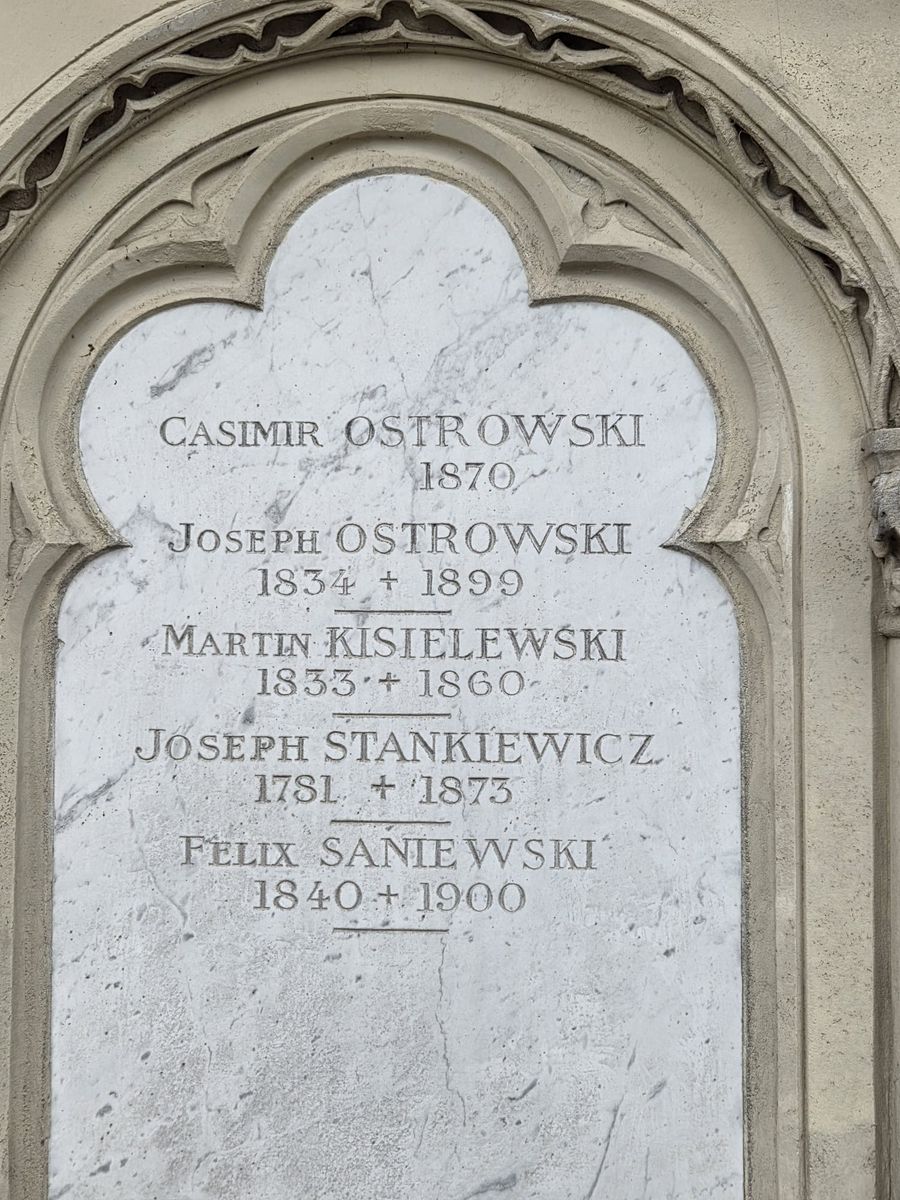 CASIMIR OSTROWSKI
1870
JOSEPH OSTROWSKI
1834 + 1899
MARTIN KISIELEWSKI
1833 + 1860
JOSEPH STANKIEWICZ
1781 + 1873
FELIX SANIEWSKI
1840 + 1900